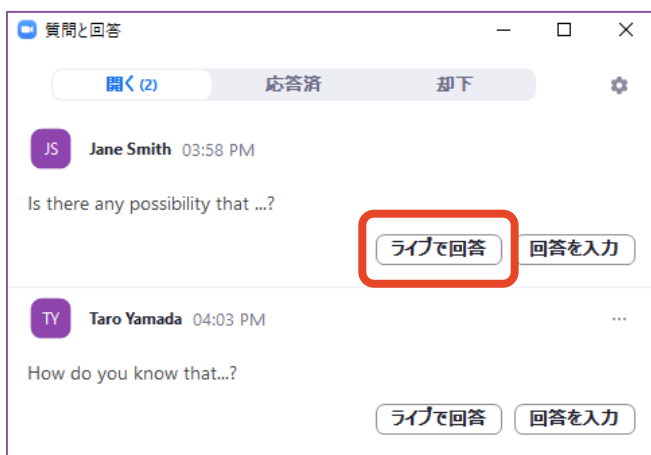 質問と回答
開く (2) 応答済 却下
JS Jane Smith 03:58 PM
Is there any possibility that ...?
ライブで回答 回答を入力
TY Taro Yamada 04:03 PM ...
How do you know that...?
ライブで回答 回答を入力